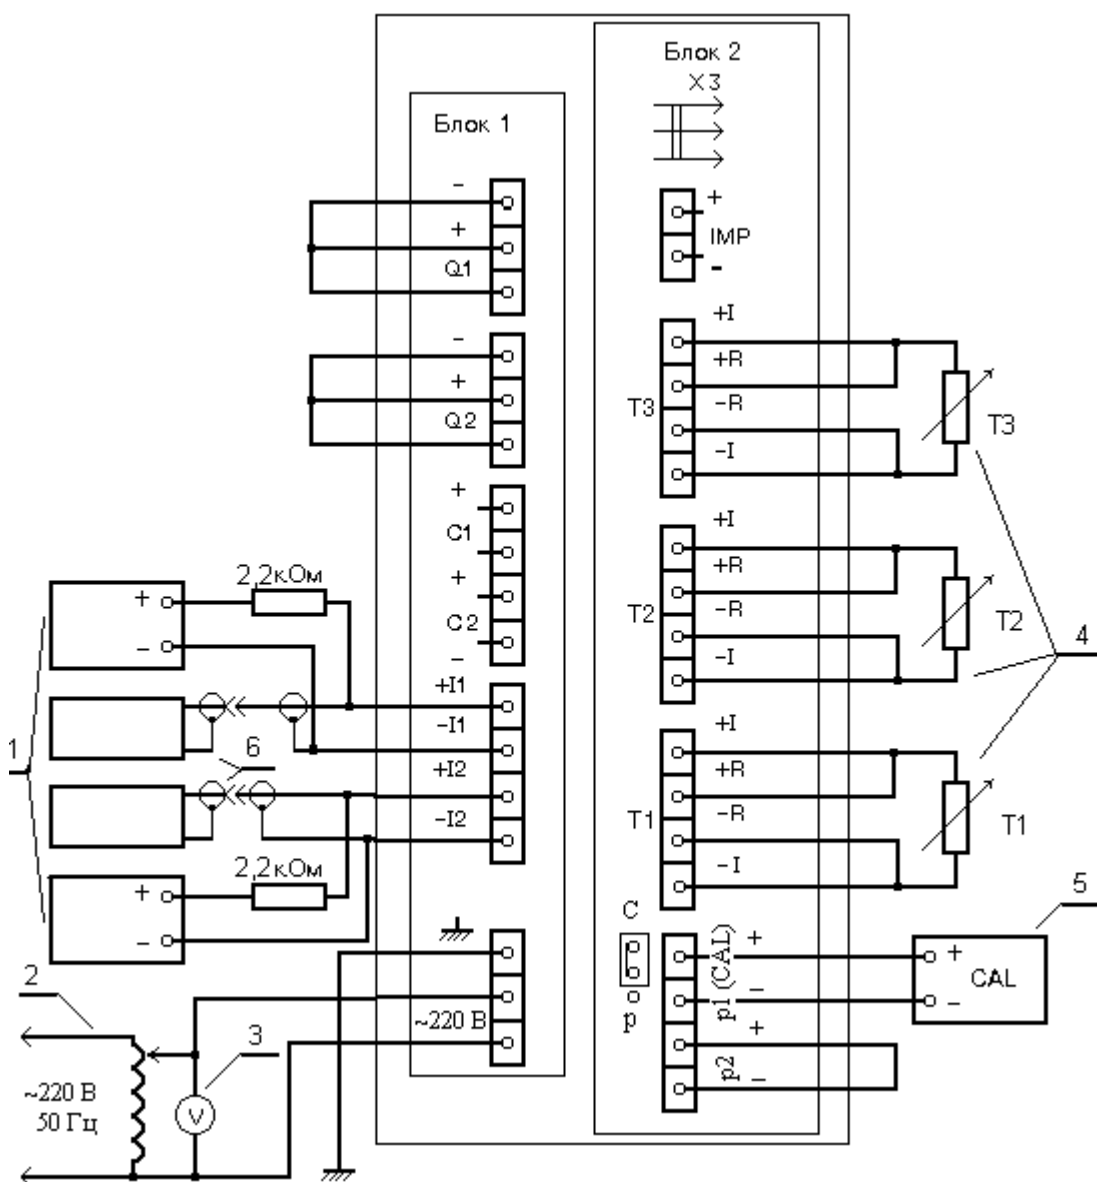 Блок 2
X3
Блок 1
−
+
Q1
+
IMP
−
−
+
Q2
+I
+R
−R
−I
T3
T3
+
C1
+
C2
−
+I
+R
−R
−I
T2
T2
4
2,2кОм
+
−
+I1
−I1
+I2
−I2
1
6
+I
+R
−R
−I
T1
T1
2,2кОм
+
−
C
p
p1 (CAL)
+
−
+
−
p2
5
+
CAL
−
~220 В
2
3
~220 В
50 Гц
V